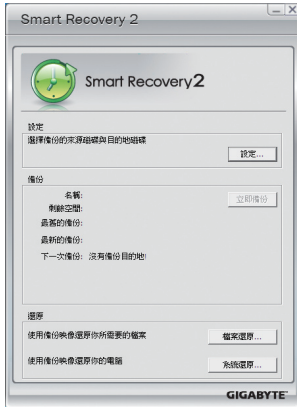 Smart Recovery 2
Smart Recovery2
設定
選擇備份的來源磁碟與目的地磁碟
設定...
備份
名稱:
立即備份
剩餘空間:
最舊的備份:
最新的備份:
下一次備份: 沒有備份目的地!
還原
使用備份映像還原你所需要的檔案
檔案還原...
使用備份映像還原你的電腦
系統還原...
GIGABYTE